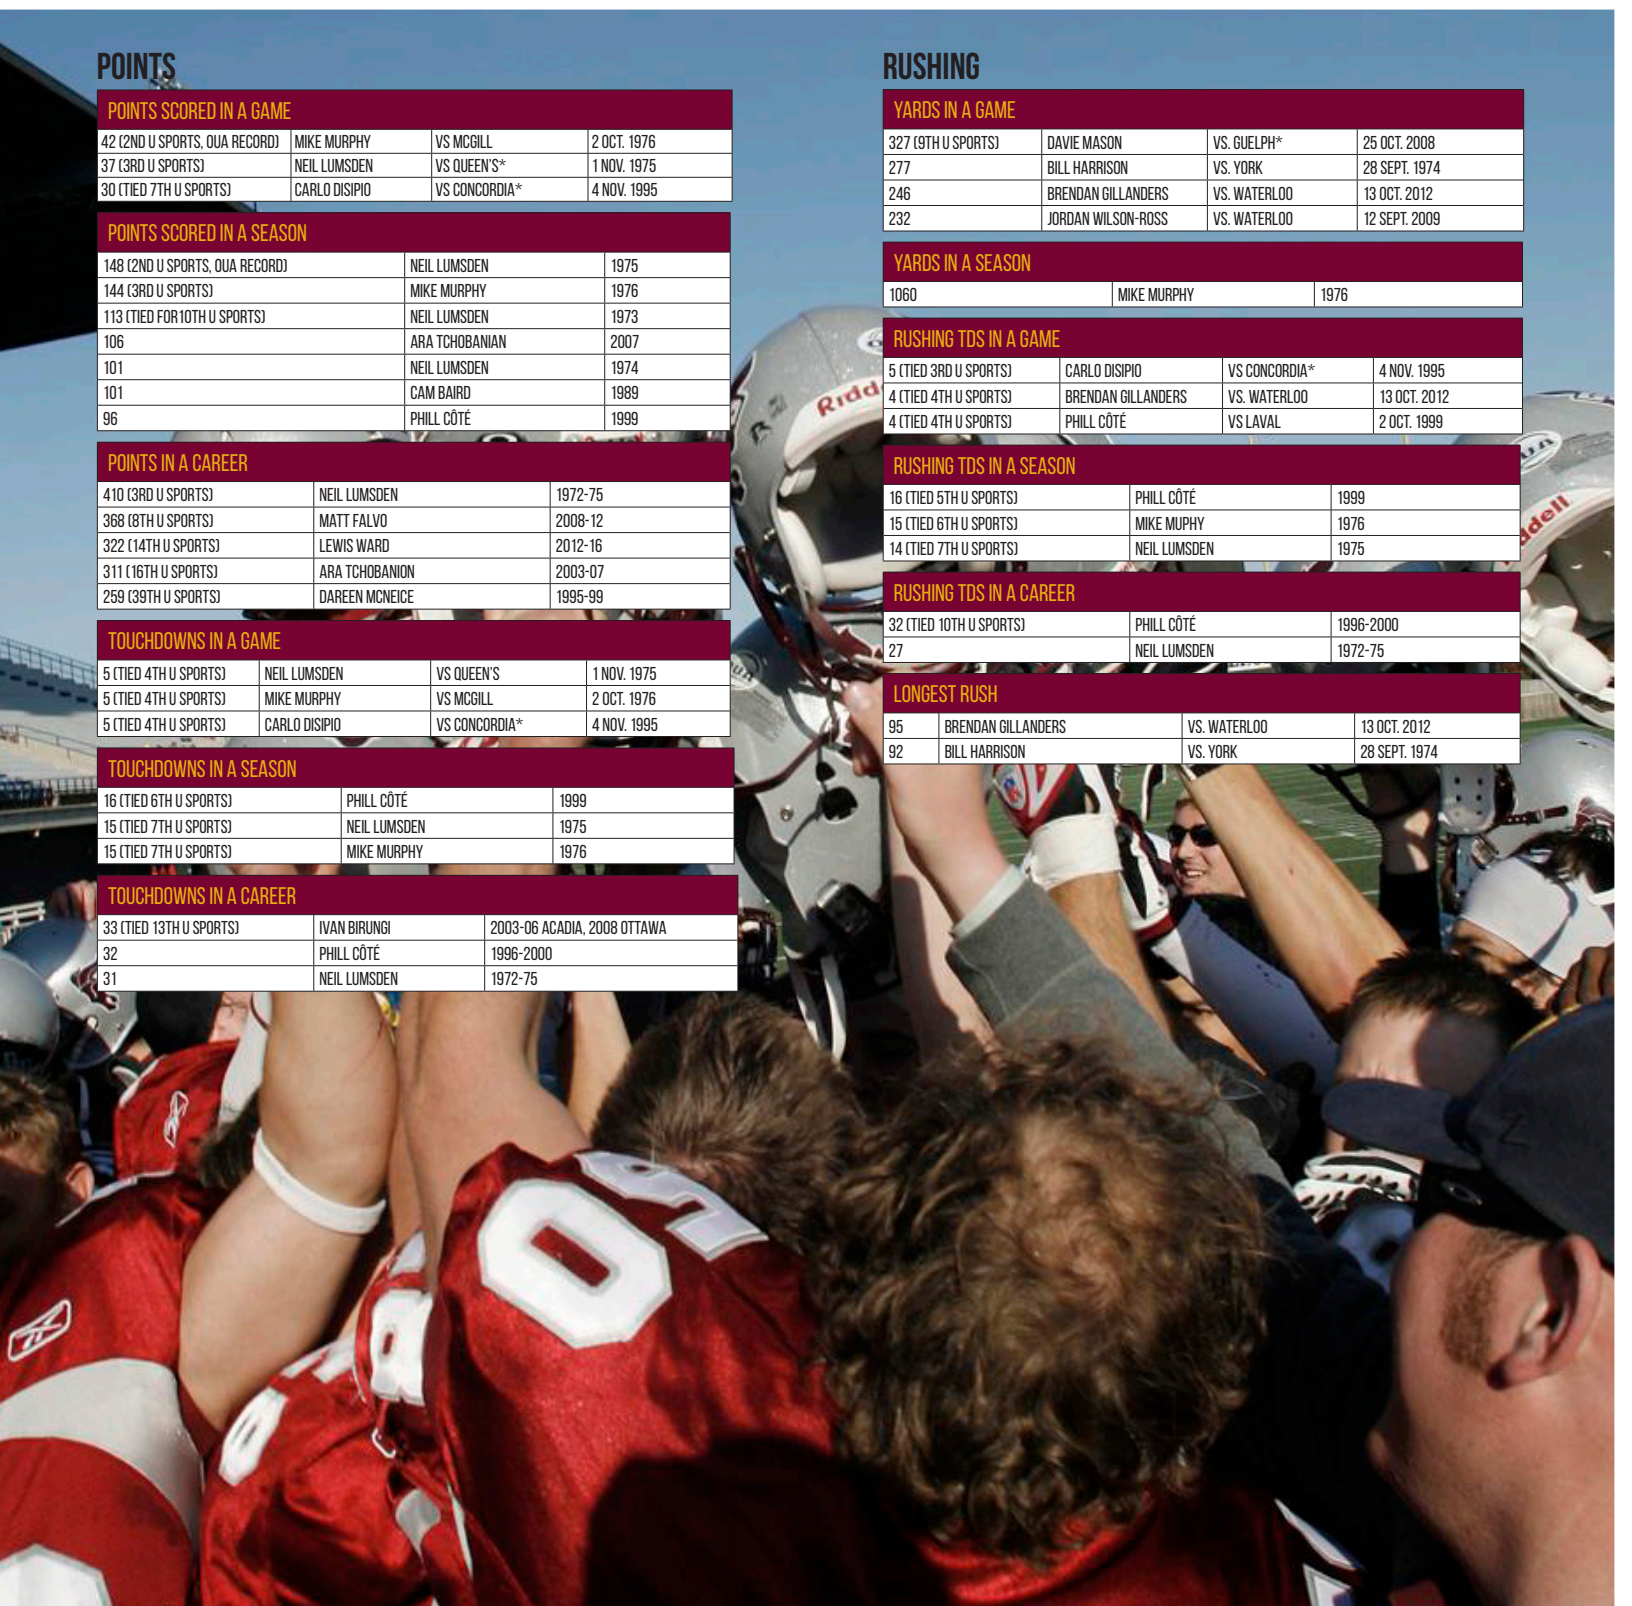 POINTS
POINTS SCORED IN A GAME
42 (2ND U SPORTS, OUA RECORD) MIKE MURPHY VS MCGILL 2 OCT. 1976
37 (3RD U SPORTS) NEIL LUMSDEN VS QUEEN'S* 1 NOV. 1975
30 (TIED 7TH U SPORTS) CARLO DISIPIO VS CONCORDIA* 4 NOV. 1995
POINTS SCORED IN A SEASON
148 (2ND U SPORTS, OUA RECORD) NEIL LUMSDEN 1975
144 (3RD U SPORTS) MIKE MURPHY 1976
113 (TIED FOR10TH U SPORTS) NEIL LUMSDEN 1973
106 ARA TCHOBANIAN 2007
101 NEIL LUMSDEN 1974
101 CAM BAIRD 1989
96 PHILL CÔTÉ 1999
POINTS IN A CAREER
410 (3RD U SPORTS) NEIL LUMSDEN 1972-75
368 (8TH U SPORTS) MATT FALVO 2008-12
322 (14TH U SPORTS) LEWIS WARD 2012-16
311 (16TH U SPORTS) ARA TCHOBANION 2003-07
259 (39TH U SPORTS) DAREEN MCNEICE 1995-99
TOUCHDOWNS IN A GAME
5 (TIED 4TH U SPORTS) NEIL LUMSDEN VS QUEEN'S 1 NOV. 1975
5 (TIED 4TH U SPORTS) MIKE MURPHY VS MCGILL 2 OCT. 1976
5 (TIED 4TH U SPORTS) CARLO DISIPIO VS CONCORDIA* 4 NOV. 1995
TOUCHDOWNS IN A SEASON
16 (TIED 6TH U SPORTS) PHILL CÔTÉ 1999
15 (TIED 7TH U SPORTS) NEIL LUMSDEN 1975
15 (TIED 7TH U SPORTS) MIKE MURPHY 1976
TOUCHDOWNS IN A CAREER
33 (TIED 13TH U SPORTS) IVAN BIRUNGI 2003-06 ACADIA, 2008 OTTAWA
32 PHILL CÔTÉ 1996-2000
31 NEIL LUMSDEN 1972-75
RUSHING
YARDS IN A GAME
327 (9TH U SPORTS) DAVIE MASON VS. GUELPH* 25 OCT. 2008
277 BILL HARRISON VS. YORK 28 SEPT. 1974
246 BRENDAN GILLANDERS VS. WATERLOO 13 OCT. 2012
232 JORDAN WILSON-ROSS VS. WATERLOO 12 SEPT. 2009
YARDS IN A SEASON
1060 MIKE MURPHY 1976
RUSHING TDS IN A GAME
5 (TIED 3RD U SPORTS) CARLO DISIPIO VS CONCORDIA* 4 NOV. 1995
4 (TIED 4TH U SPORTS) BRENDAN GILLANDERS VS. WATERLOO 13 OCT. 2012
4 (TIED 4TH U SPORTS) PHILL CÔTÉ VS LAVAL 2 OCT. 1999
RUSHING TDS IN A SEASON
16 (TIED 5TH U SPORTS) PHILL CÔTÉ 1999
15 (TIED 6TH U SPORTS) MIKE MUPHY 1976
14 (TIED 7TH U SPORTS) NEIL LUMSDEN 1975
RUSHING TDS IN A CAREER
32 (TIED 10TH U SPORTS) PHILL CÔTÉ 1996-2000
27 NEIL LUMSDEN 1972-75
LONGEST RUSH
95 BRENDAN GILLANDERS VS. WATERLOO 13 OCT. 2012
92 BILL HARRISON VS. YORK 28 SEPT. 1974
Ridd
ddell